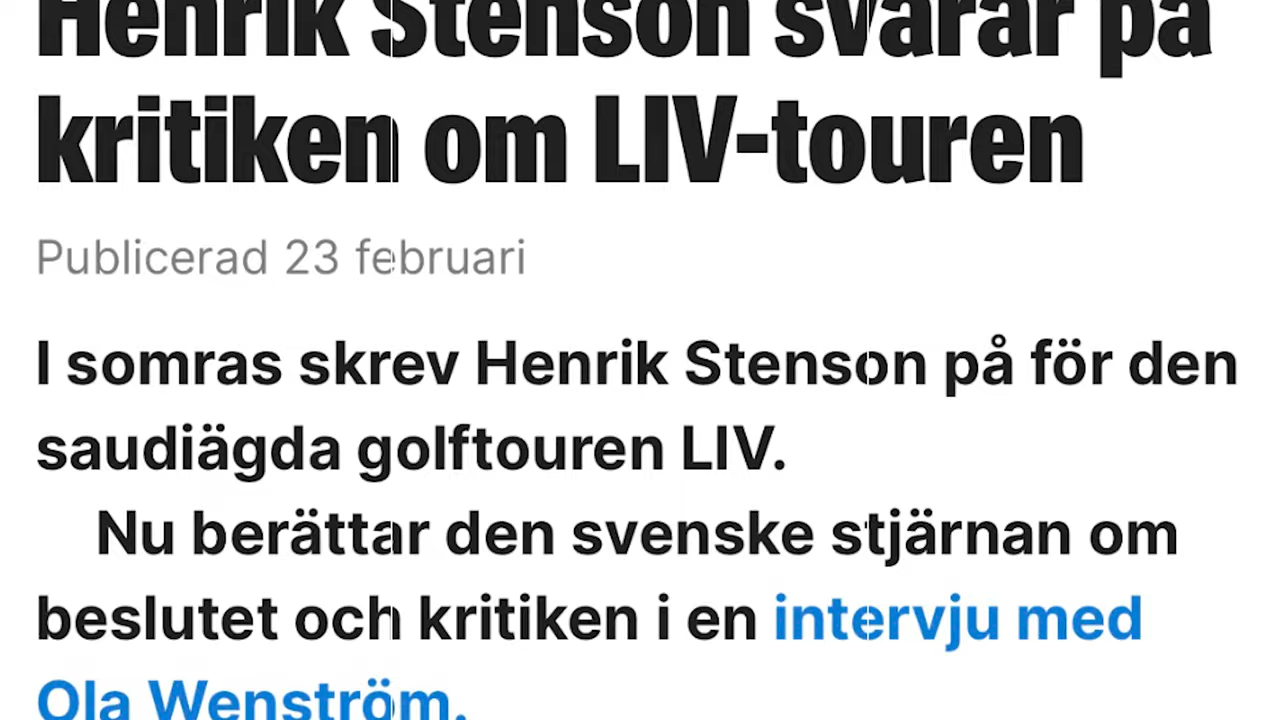 Henrik Stenson svarar på
kritiken om LIV-touren
Publicerad 23 februari
I somras skrev Henrik Stenson på för den
saudiägda golftouren LIV.
Nu berättar den svenske stjärnan om
beslutet och kritiken i en intervju med
Ola Wenström.